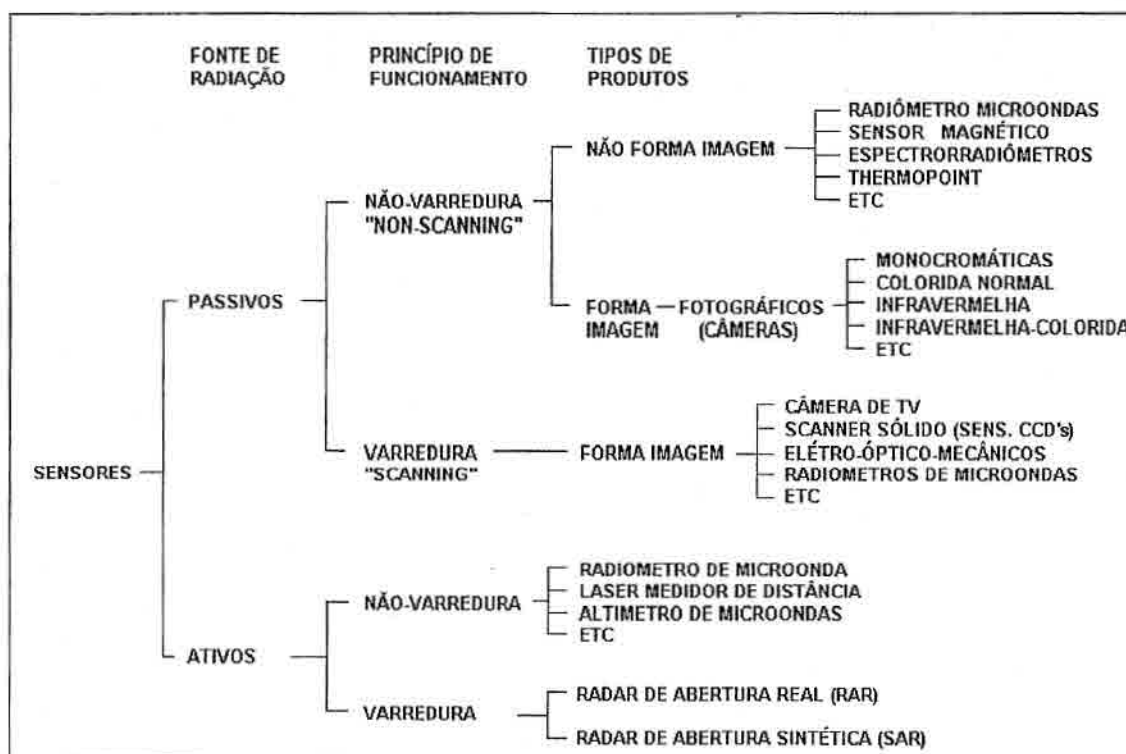 FONTE DE
RADIAÇÃO
PRINCÍPIO DE
FUNCIONAMENTO
TIPOS DE
PRODUTOS
RADIÔMETRO MICROONDAS
SENSOR MAGNÉTICO
NÃO FORMA IMAGEM
ESPECTRORRADIÔMETROS
THERMOPOINT
ETC
NÃO-VARREDURA
"NON-SCANNING"
MONOCROMÁTICAS
COLORIDA NORMAL
PASSIVOS
FORMA
IMAGEM
FOTOGRÁFICOS
(CÂMERAS)
INFRAVERMELHA
INFRAVERMELHA-COLORIDA
ETC
CÂMERA DE TV
SCANNER SÓLIDO (SENS. CCD's)
SENSORES
VARREDURA
"SCANNING"
FORMA IMAGEM
ELÉTRO-ÓPTICO-MECÂNICOS
RADIOMETROS DE MICROONDAS
ETC
RADIOMETRO DE MICROONDA
NÃO-VARREDURA
LASER MEDIDOR DE DISTÂNCIA
ALTIMETRO DE MICROONDAS
ETC
ATIVOS
RADAR DE ABERTURA REAL (RAR)
VARREDURA
RADAR DE ABERTURA SINTÉTICA (SAR)